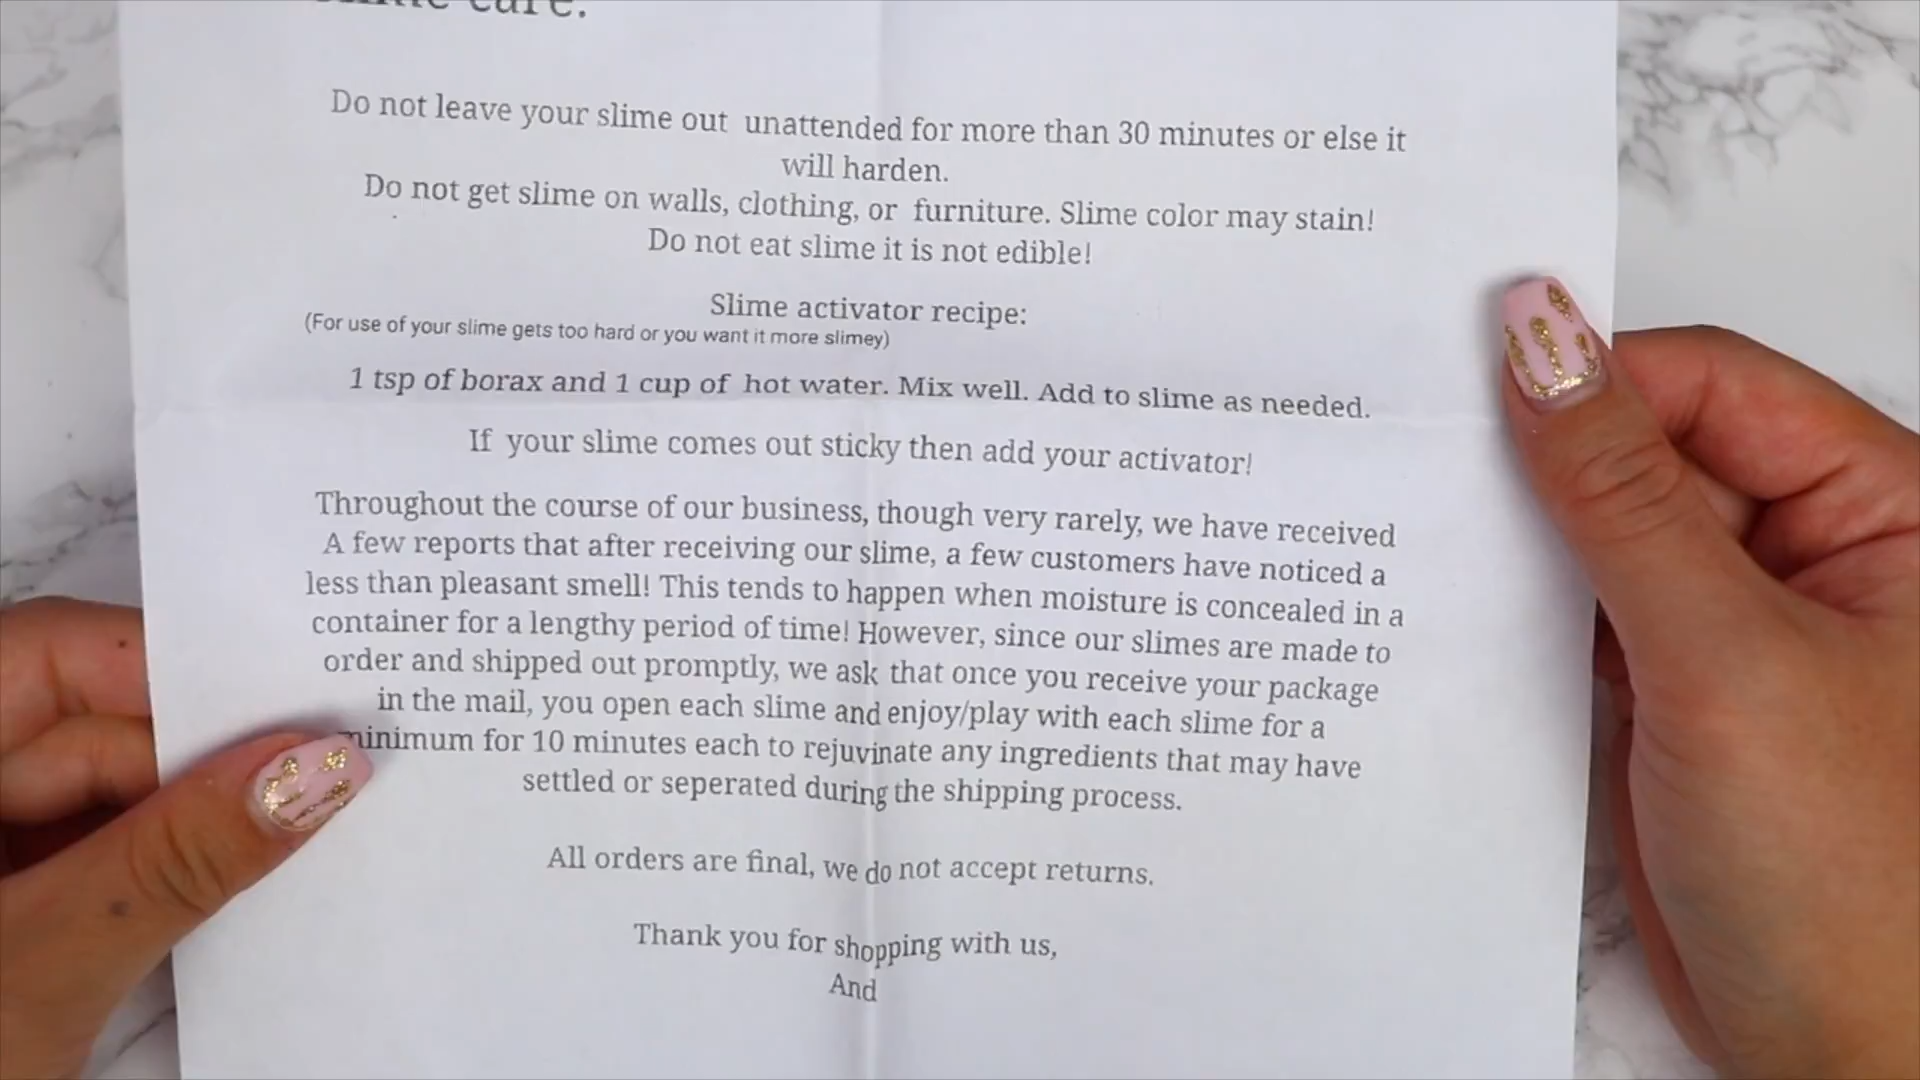 care:
Do not leave your slime out unattended for more than 30 minutes or else it
will harden.
Do not get slime on walls, clothing, or furniture. Slime color may stain!
Do not eat slime it is not edible!
Slime activator recipe:
(For use of your slime gets too hard or you want it more slimey)
1 tsp of borax and 1 cup of hot water. Mix well. Add to slime as needed.
If your slime comes out sticky then add your activator!
Throughout the course of our business, though very rarely, we have received
A few reports that after receiving our slime, a few customers have noticed a
less than pleasant smell! This tends to happen when moisture is concealed in a
container for a lengthy period of time! However, since our slimes are made to
order and shipped out promptly, we ask that once you receive your package
in the mail, you open each slime and enjoy/play with each slime for a
minimum for 10 minutes each to rejuvinate any ingredients that may have
settled or seperated during the shipping process.
All orders are final, we do not accept returns.
Thank you for shopping with us,
And